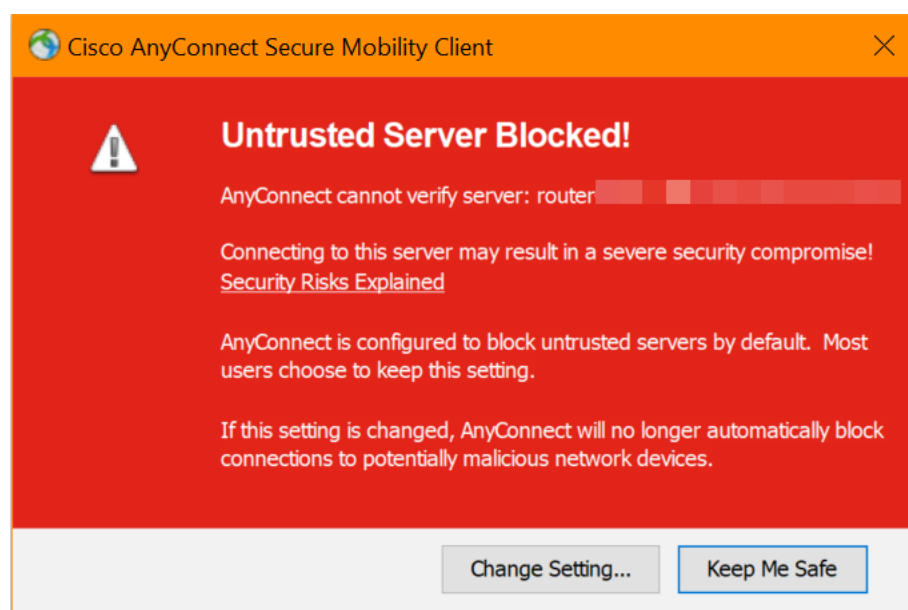 Cisco AnyConnect Secure Mobility Client
Untrusted Server Blocked!
AnyConnect cannot verify server: router
Connecting to this server may result in a severe security compromise!
Security Risks Explained
AnyConnect is configured to block untrusted servers by default.  Most
users choose to keep this setting.
If this setting is changed, AnyConnect will no longer automatically block
connections to potentially malicious network devices.
Change Setting...
Keep Me Safe